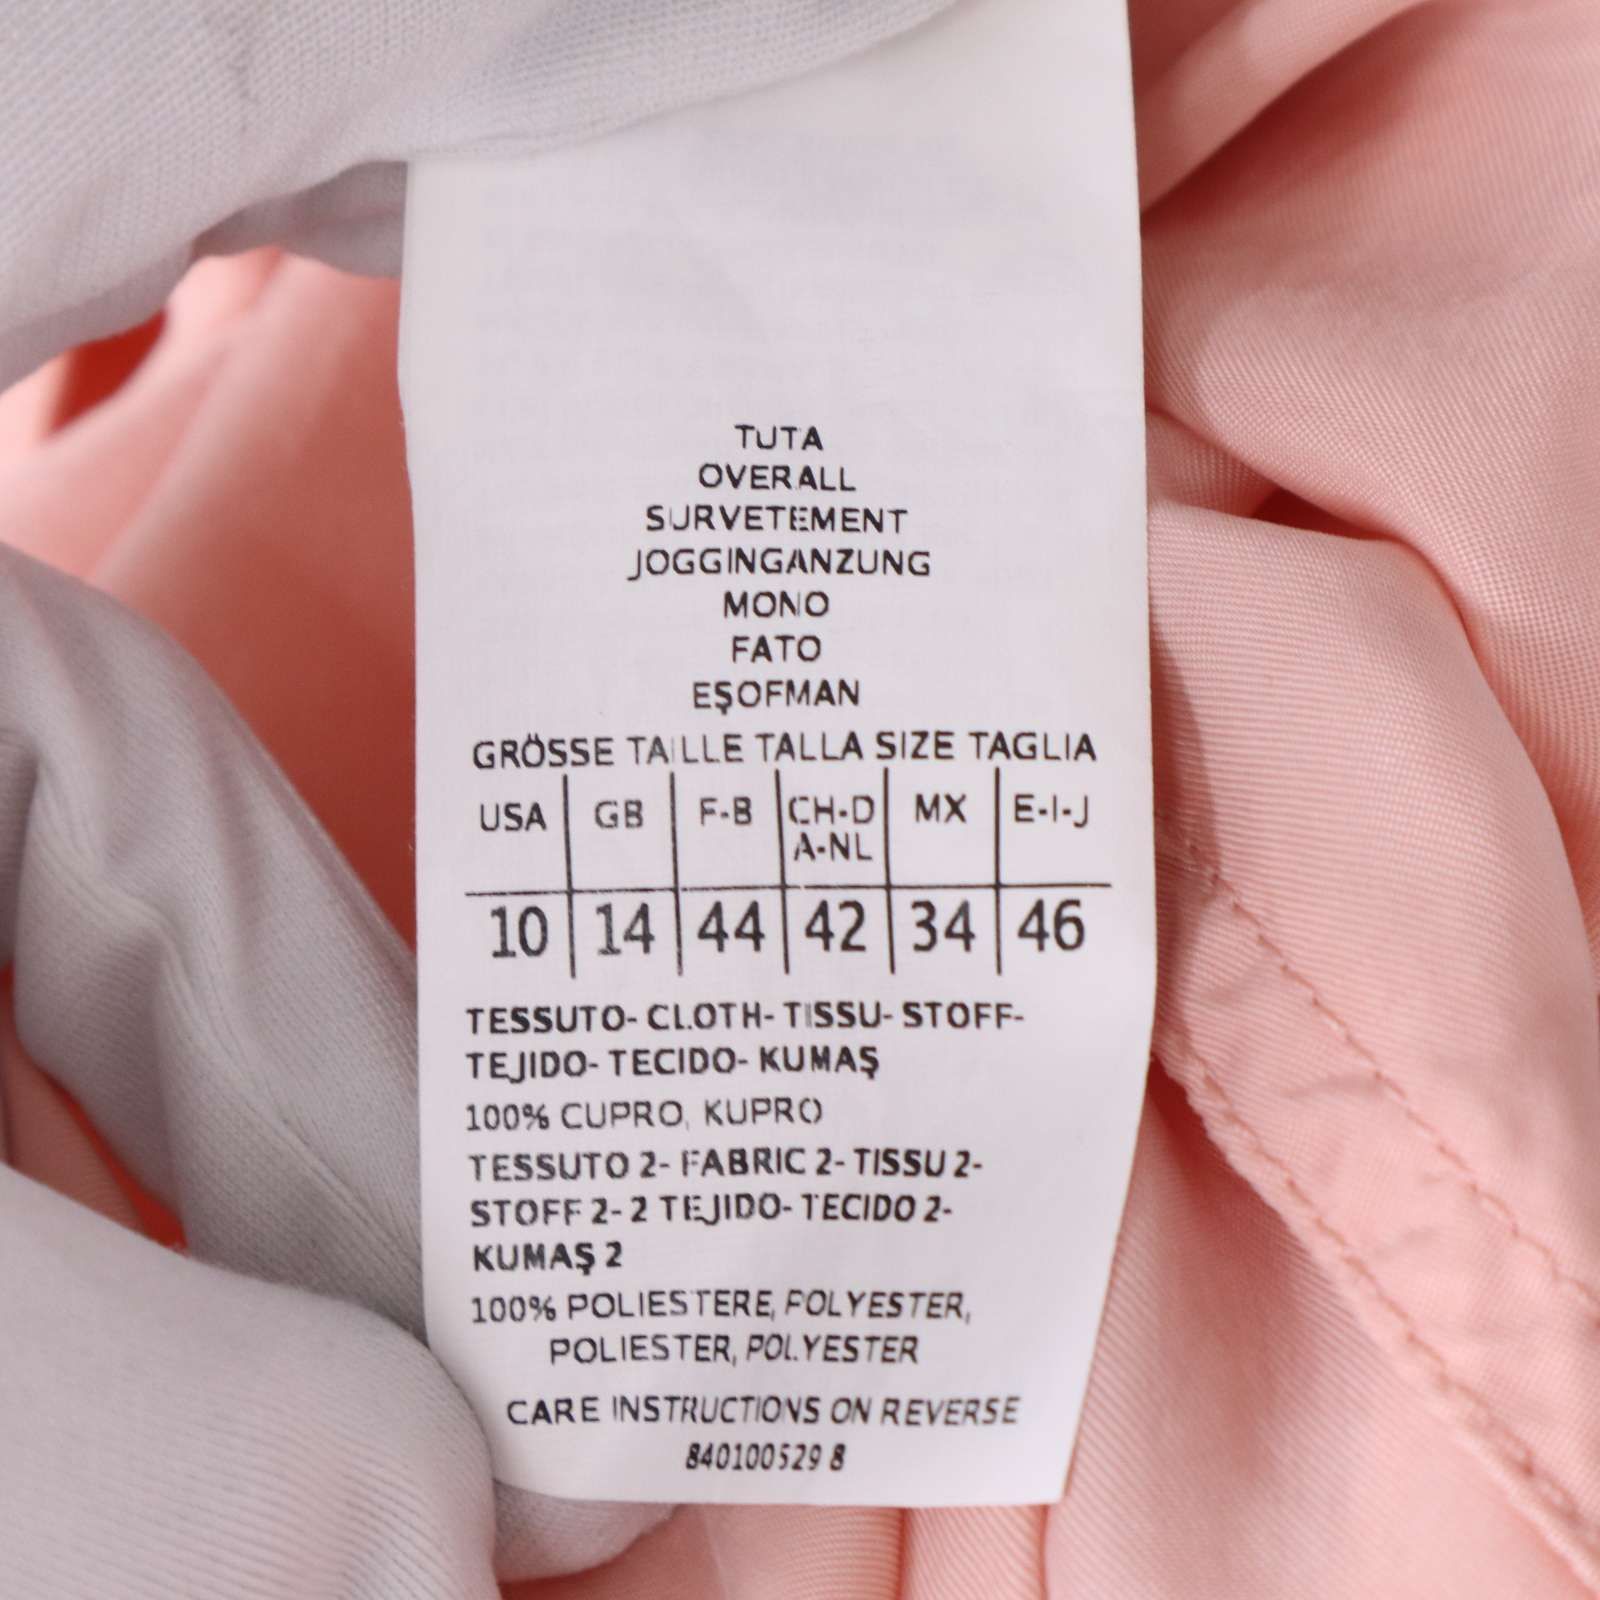 TUTA
OVERALL
SURVETEMENT
JOGGINGANZUNG
MONO
FATO
EŞOFMAN
GRÖSSE TAILLE TALLA SIZE TAGLIA
USA GB F-B CH-D A-NL MX E-I-J
10 14 44 42 34 46
TESSUTO- CLOTH- TISSU- STOFF-
TEJIDO- TECIDO- KUMAŞ
100% CUPRO, KUPRO
TESSUTO 2- FABRIC 2- TISSU 2-
STOFF 2- 2 TEJIDO- TECIDO 2-
KUMAŞ 2
100% POLIESTERE, POLYESTER,
POLIESTER, POLYESTER
CARE INSTRUCTIONS ON REVERSE
840100529 8